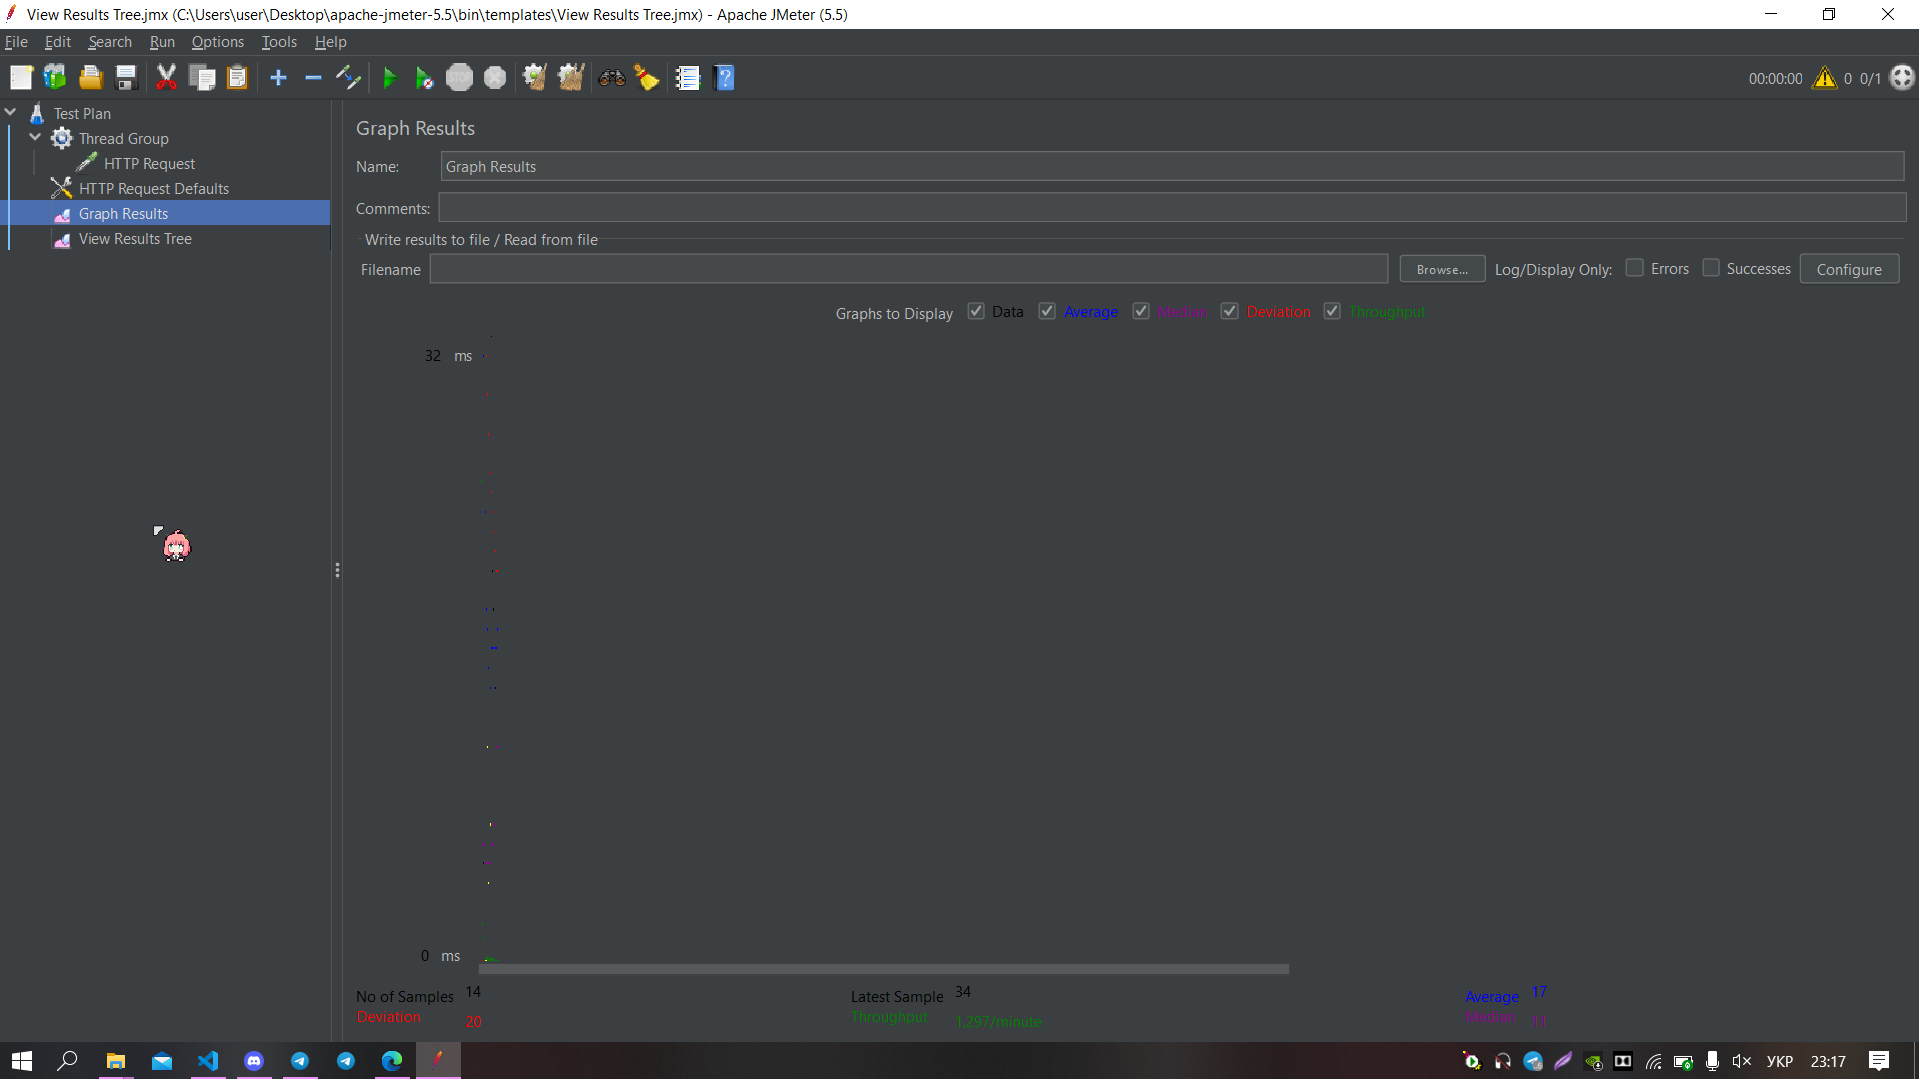 View Results Tree.jmx (C:\Users\user\Desktop\apache-jmeter-5.5\bin\templates\View Results Tree.jmx) - Apache JMeter (5.5)
File Edit Search Run Options Tools Help
STOP 00:00:00 0 0/1
Test Plan
Thread Group
HTTP Request
HTTP Request Defaults
Graph Results
View Results Tree
Graph Results
Name: Graph Results
Comments:
Write results to file / Read from file
Filename Browse... Log/Display Only: Errors Successes Configure
Graphs to Display Data Average Median Deviation Throughput
32 ms
0 ms
No of Samples 14 Latest Sample 34 Average 17
Deviation 20 Throughput 1.297/minute Median 11
УКР 23:17